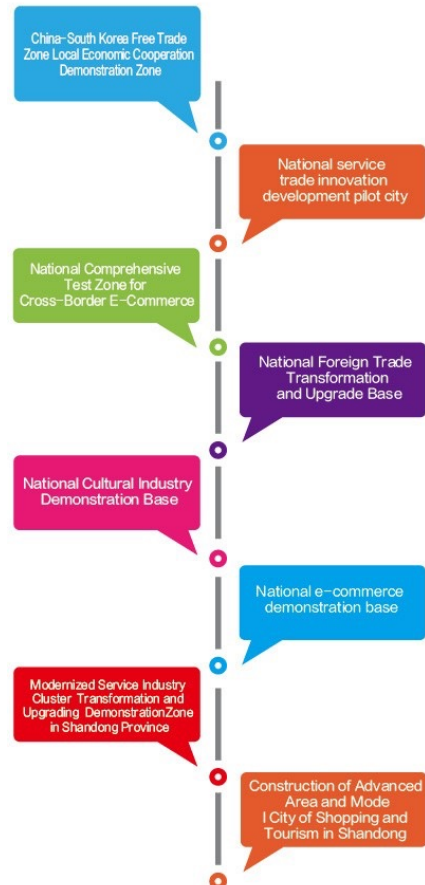 China-South Korea Free Trade
Zone Local Economic Cooperation
Demonstration Zone
National service
trade innovation
development pilot city
National Comprehensive
Test Zone for
Cross-Border E-Commerce
National Foreign Trade
Transformation
and Upgrade Base
National Cultural Industry
Demonstration Base
National e-commerce
demonstration base
Modernized Service Industry
Cluster Transformation and
Upgrading DemonstrationZone
in Shandong Province
Construction of Advanced
Area and Mode
l City of Shopping and
Tourism in Shandong